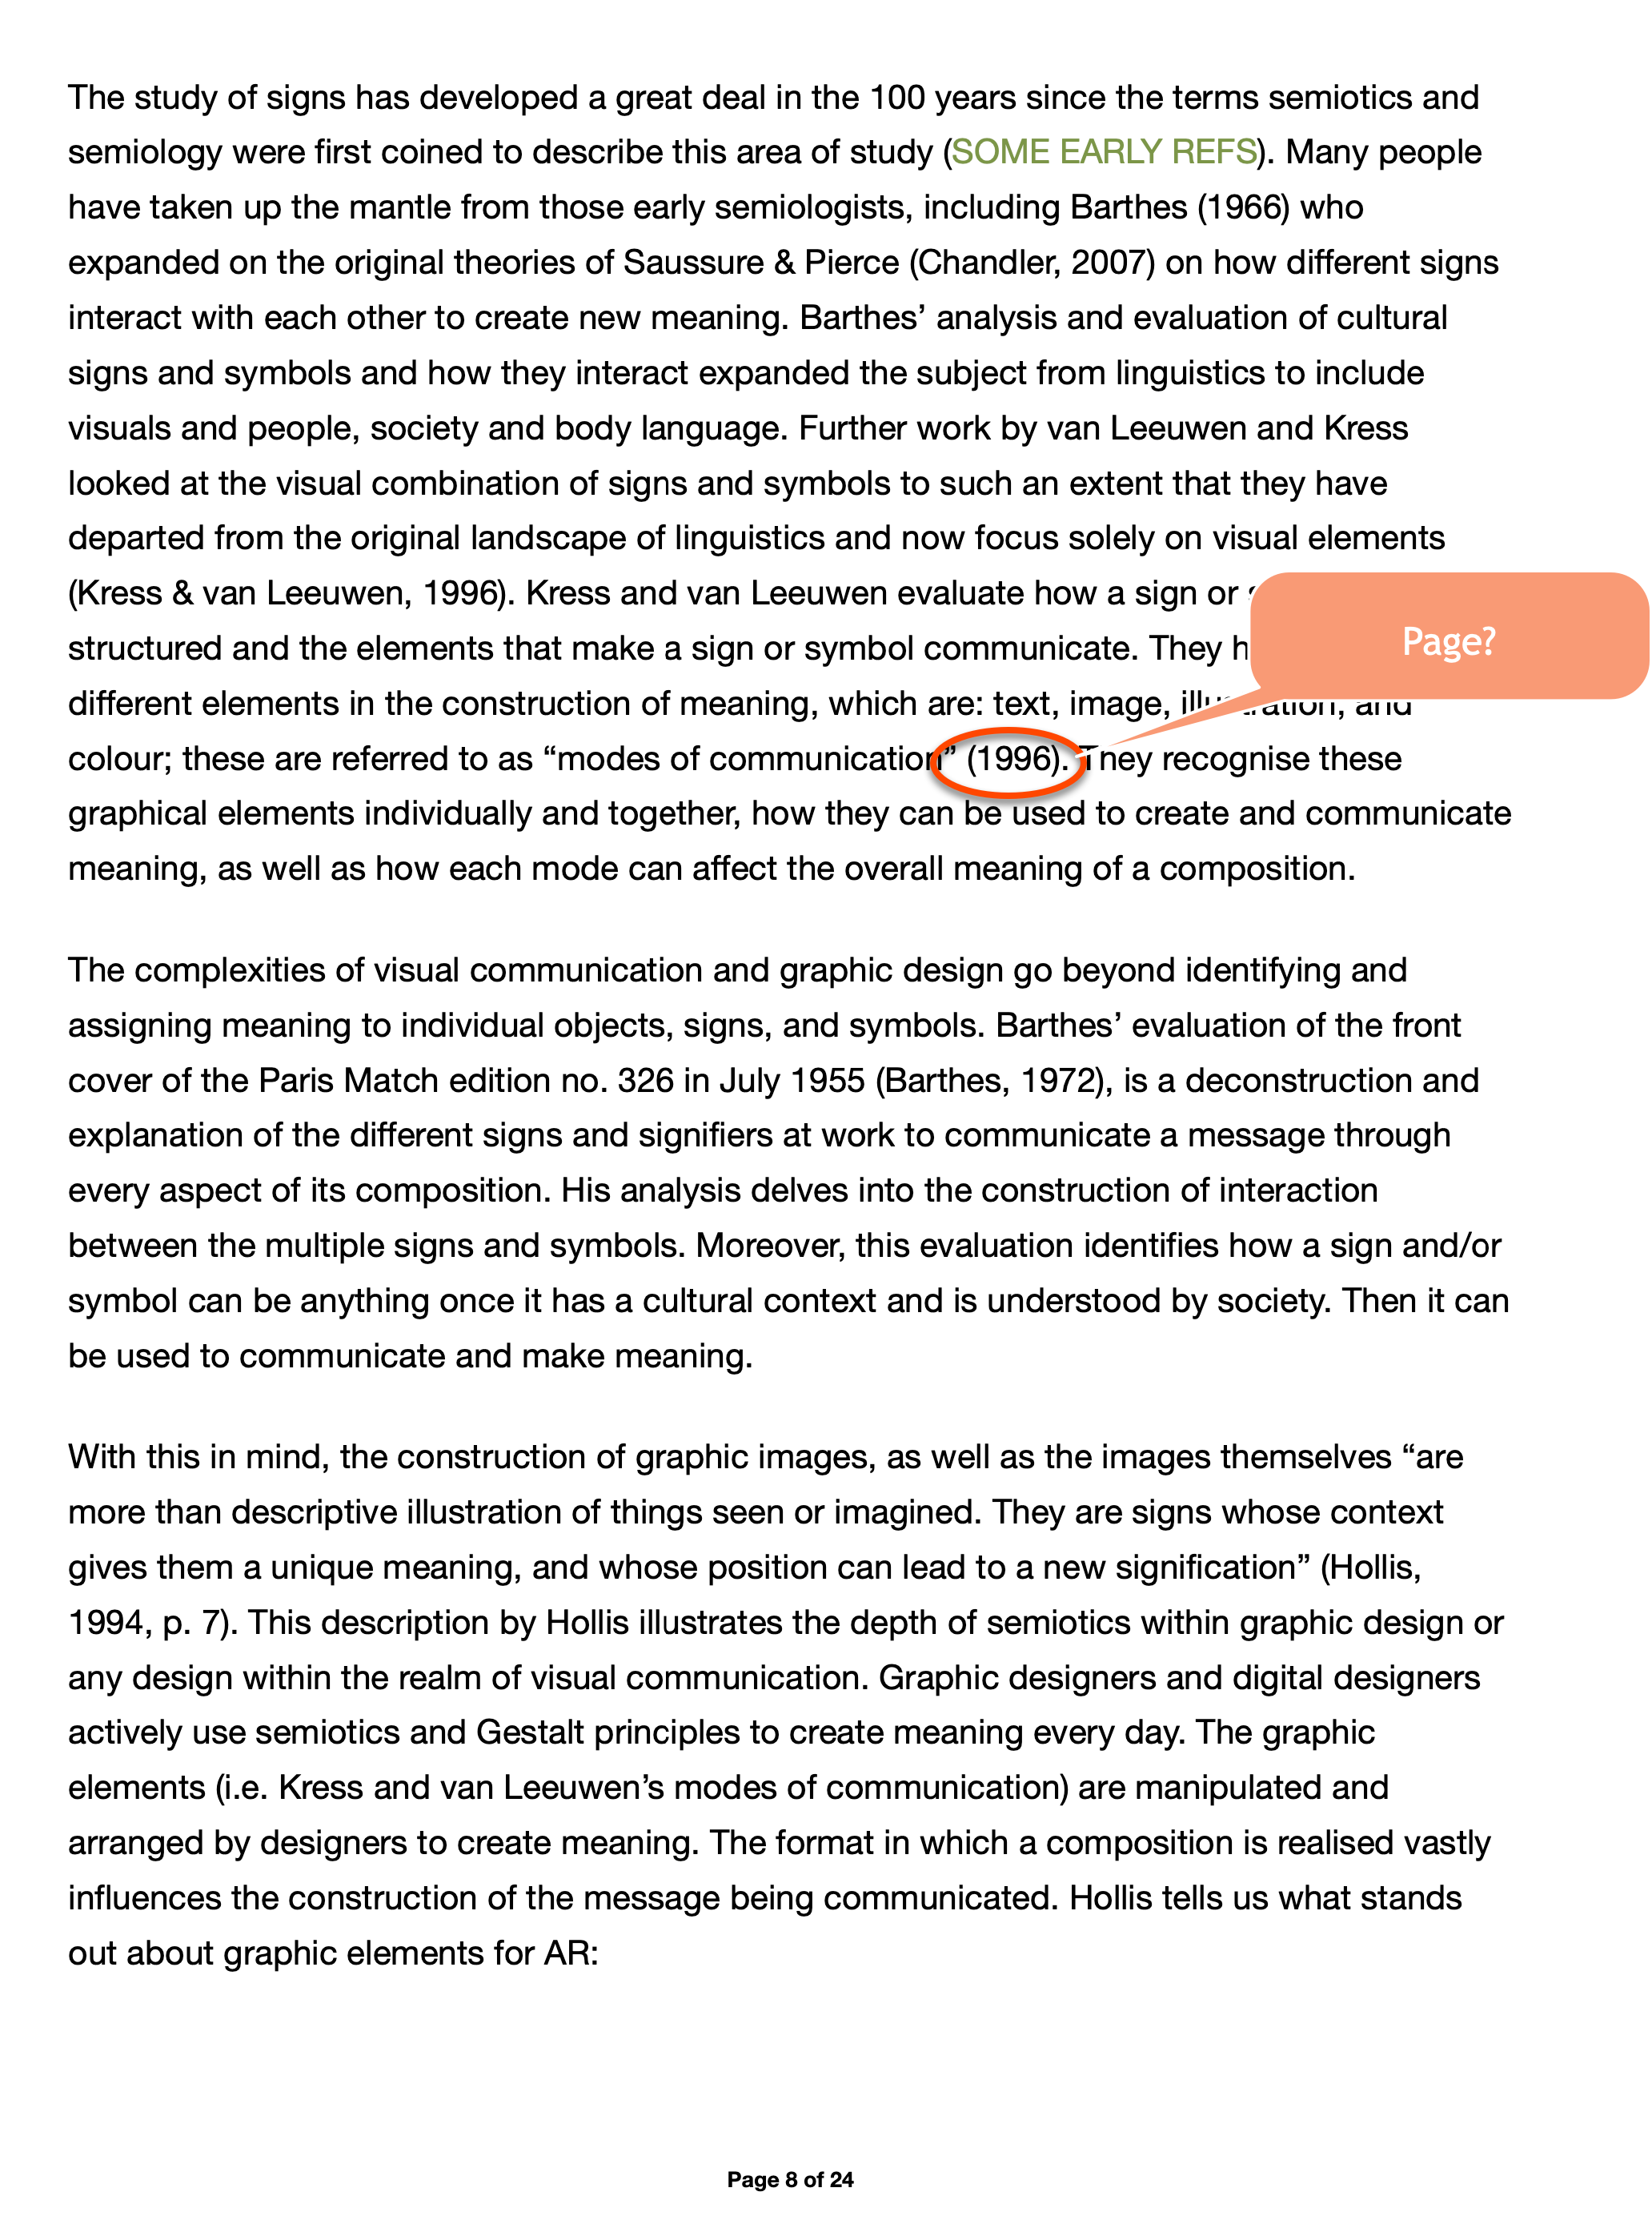 The study of signs has developed a great deal in the 100 years since the terms semiotics and
semiology were first coined to describe this area of study (SOME EARLY REFS). Many people
have taken up the mantle from those early semiologists, including Barthes (1966) who
expanded on the original theories of Saussure & Pierce (Chandler, 2007) on how different signs
interact with each other to create new meaning. Barthes’ analysis and evaluation of cultural
signs and symbols and how they interact expanded the subject from linguistics to include
visuals and people, society and body language. Further work by van Leeuwen and Kress
looked at the visual combination of signs and symbols to such an extent that they have
departed from the original landscape of linguistics and now focus solely on visual elements
(Kress & van Leeuwen, 1996). Kress and van Leeuwen evaluate how a sign or
structured and the elements that make a sign or symbol communicate. They
Page?
different elements in the construction of meaning, which are: text, image, illustration, and
colour; these are referred to as “modes of communication” (1996). They recognise these
graphical elements individually and together, how they can be used to create and communicate
meaning, as well as how each mode can affect the overall meaning of a composition.
The complexities of visual communication and graphic design go beyond identifying and
assigning meaning to individual objects, signs, and symbols. Barthes’ evaluation of the front
cover of the Paris Match edition no. 326 in July 1955 (Barthes, 1972), is a deconstruction and
explanation of the different signs and signifiers at work to communicate a message through
every aspect of its composition. His analysis delves into the construction of interaction
between the multiple signs and symbols. Moreover, this evaluation identifies how a sign and/or
symbol can be anything once it has a cultural context and is understood by society. Then it can
be used to communicate and make meaning.
With this in mind, the construction of graphic images, as well as the images themselves “are
more than descriptive illustration of things seen or imagined. They are signs whose context
gives them a unique meaning, and whose position can lead to a new signification” (Hollis,
1994, p. 7). This description by Hollis illustrates the depth of semiotics within graphic design or
any design within the realm of visual communication. Graphic designers and digital designers
actively use semiotics and Gestalt principles to create meaning every day. The graphic
elements (i.e. Kress and van Leeuwen’s modes of communication) are manipulated and
arranged by designers to create meaning. The format in which a composition is realised vastly
influences the construction of the message being communicated. Hollis tells us what stands
out about graphic elements for AR:
Page 8 of 24